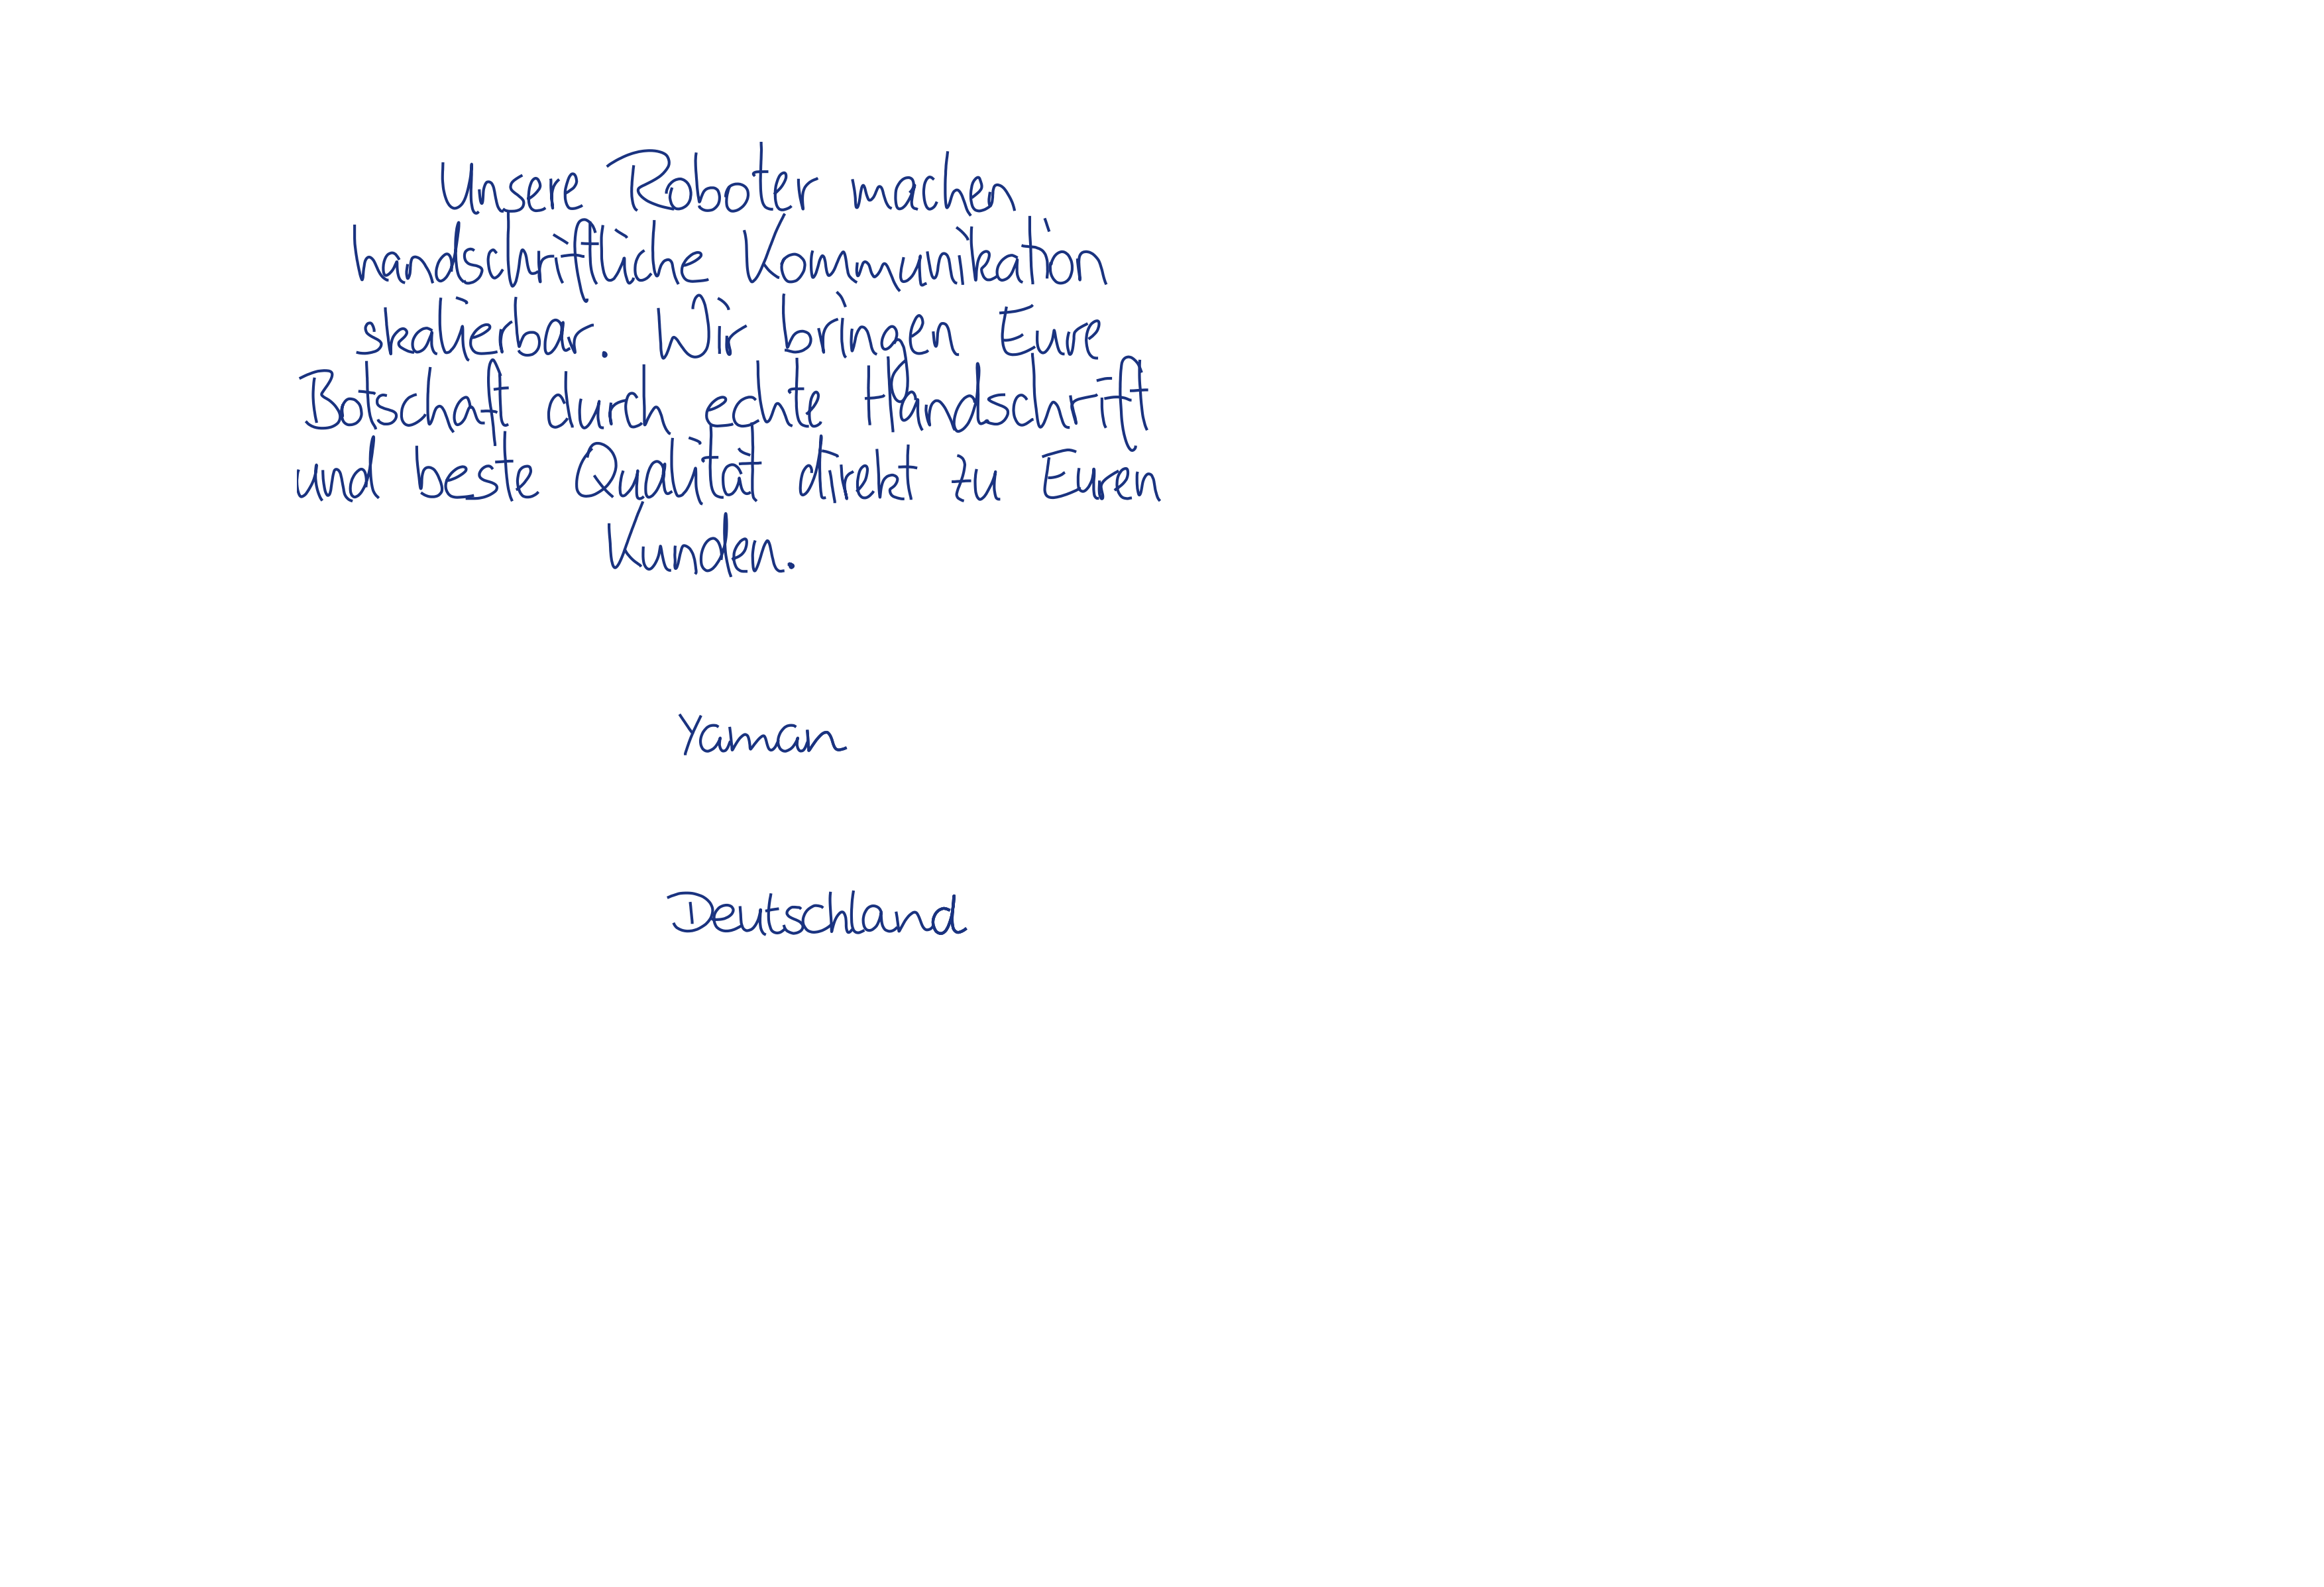 Unsere Roboter machen
handschriftliche Kommunikation
skalierbar. Wir bringen Eure
Botschaft durch echte Handschrift
und beste Qualität direkt zu Euren
Kunden.
Yaman
Deutschland